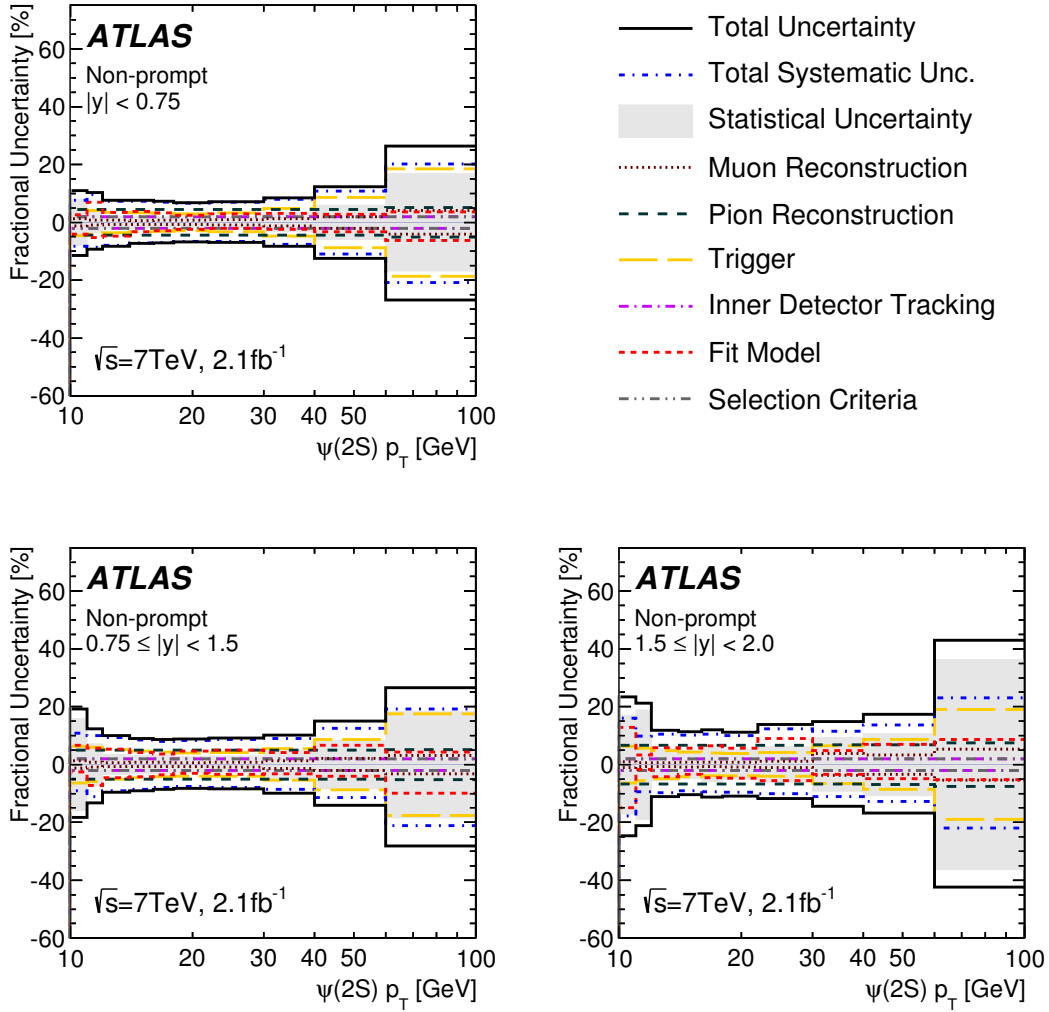 Fractional Uncertainty [%]
ATLAS
Non-prompt
|y| < 0.75
60
40
20
0
-20
-40
-60
√s=7TeV, 2.1fb⁻¹
10 20 30 40 50 100
ψ(2S) p_T [GeV]
Total Uncertainty
Total Systematic Unc.
Statistical Uncertainty
Muon Reconstruction
Pion Reconstruction
Trigger
Inner Detector Tracking
Fit Model
Selection Criteria
Fractional Uncertainty [%]
ATLAS
Non-prompt
0.75 ≤ |y| < 1.5
60
40
20
0
-20
-40
-60
√s=7TeV, 2.1fb⁻¹
10 20 30 40 50 100
ψ(2S) p_T [GeV]
Fractional Uncertainty [%]
ATLAS
Non-prompt
1.5 ≤ |y| < 2.0
60
40
20
0
-20
-40
-60
√s=7TeV, 2.1fb⁻¹
10 20 30 40 50 100
ψ(2S) p_T [GeV]